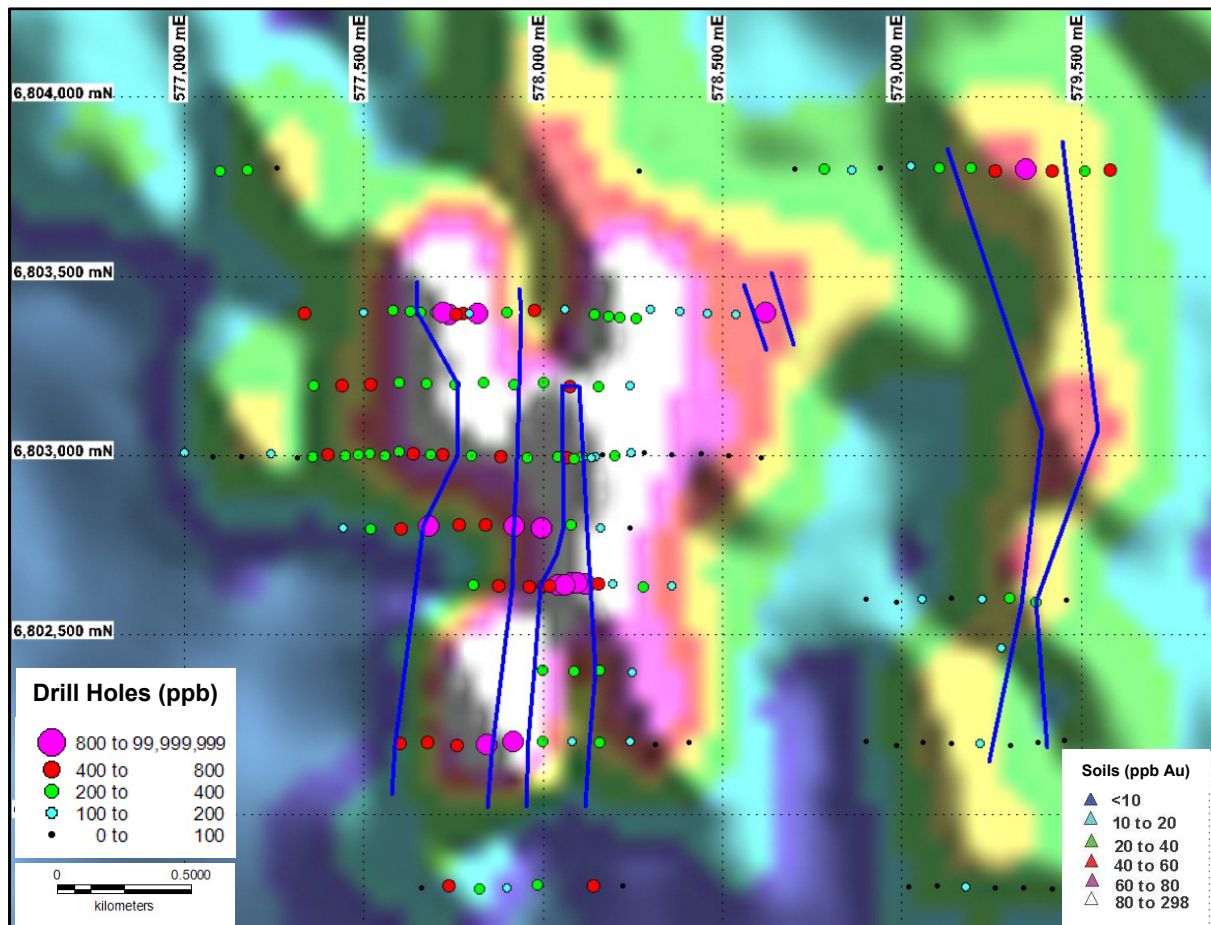 577,000 mE
577,500 mE
578,000 mE
578,500 mE
579,000 mE
579,500 mE
6,804,000 mN
6,803,500 mN
6,803,000 mN
6,802,500 mN
Drill Holes (ppb)
800 to 99,999,999
400 to 800
200 to 400
100 to 200
0 to 100
0 0.5000
kilometers
Soils (ppb Au)
<10
10 to 20
20 to 40
40 to 60
60 to 80
80 to 298